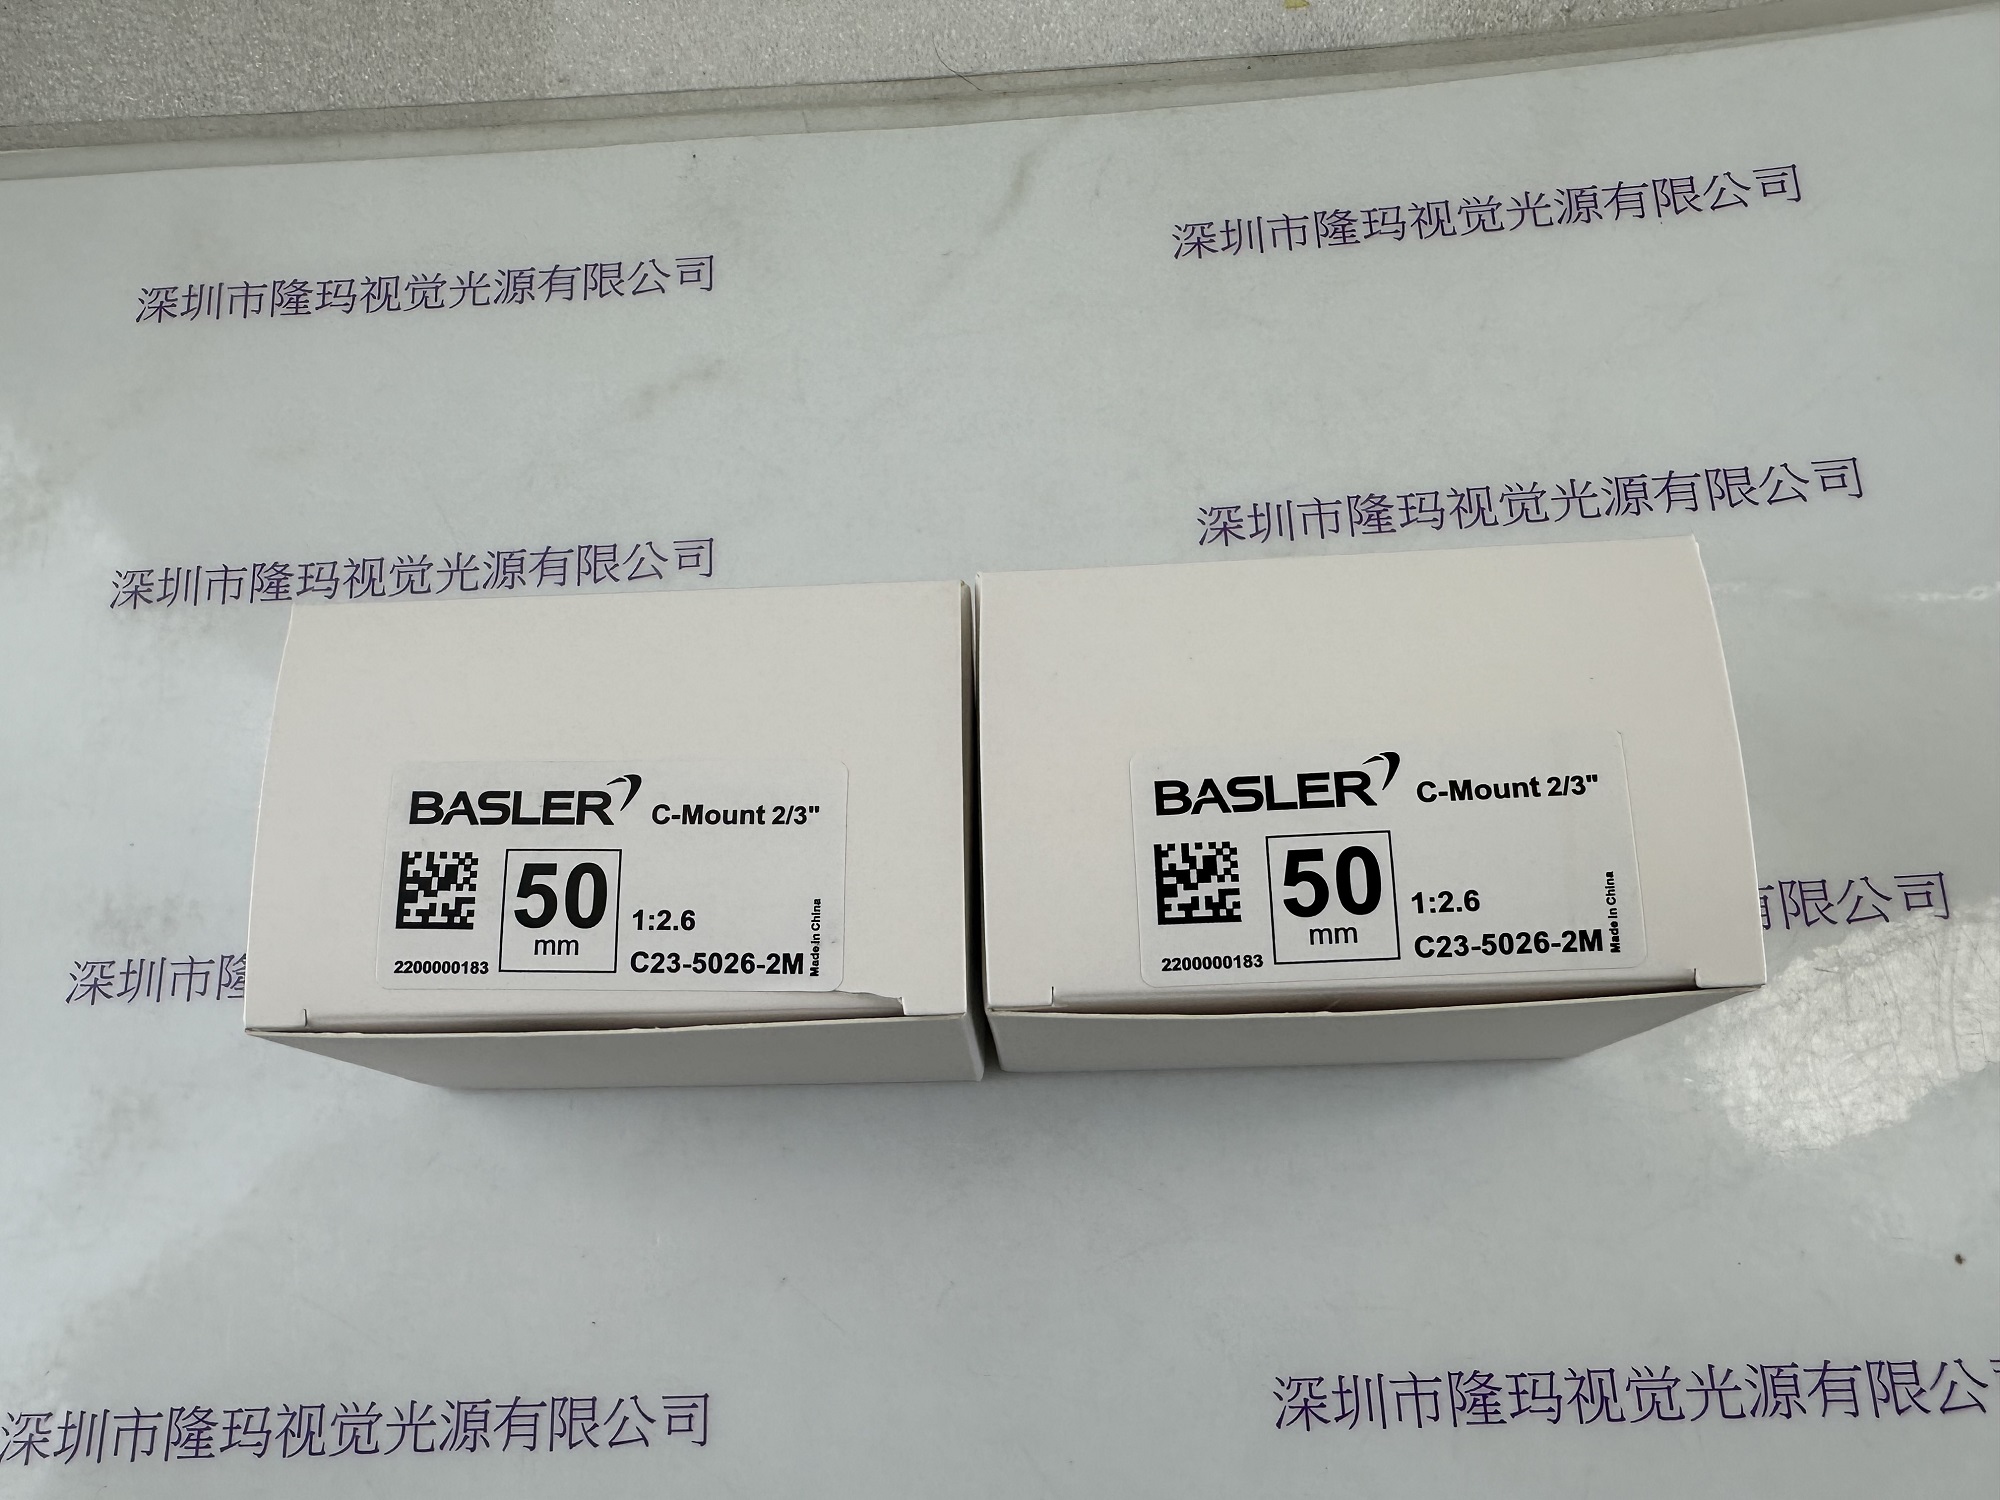 深圳市隆玛视觉光源有限公司
深圳市隆玛视觉光源有限公司
深圳市隆玛视觉光源有限公司
深圳市隆玛视觉光源有限公司
BASLER C-Mount 2/3"
50
mm
1:2.6
C23-5026-2M
2200000183
Made in China
BASLER C-Mount 2/3"
50
mm
1:2.6
C23-5026-2M
2200000183
Made in China
深圳市隆
有限公司
深圳市隆玛视觉光源有限公司
深圳市隆玛视觉光源有限公